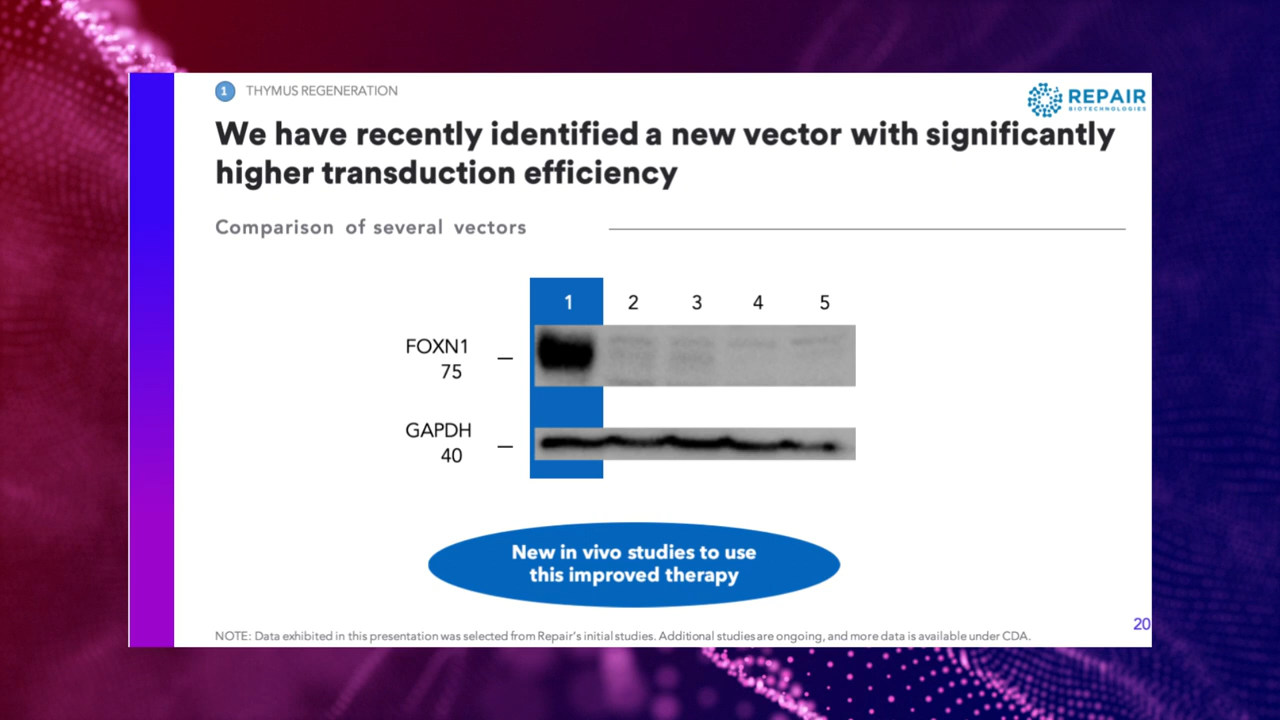 1 THYMUS REGENERATION
REPAIR
BIOTECHNOLOGIES
We have recently identified a new vector with significantly
higher transduction efficiency
Comparison of several vectors
1 2 3 4 5
FOXN1 –
75
GAPDH –
40
New in vivo studies to use
this improved therapy
20
NOTE: Data exhibited in this presentation was selected from Repair's initial studies. Additional studies are ongoing, and more data is available under CDA.